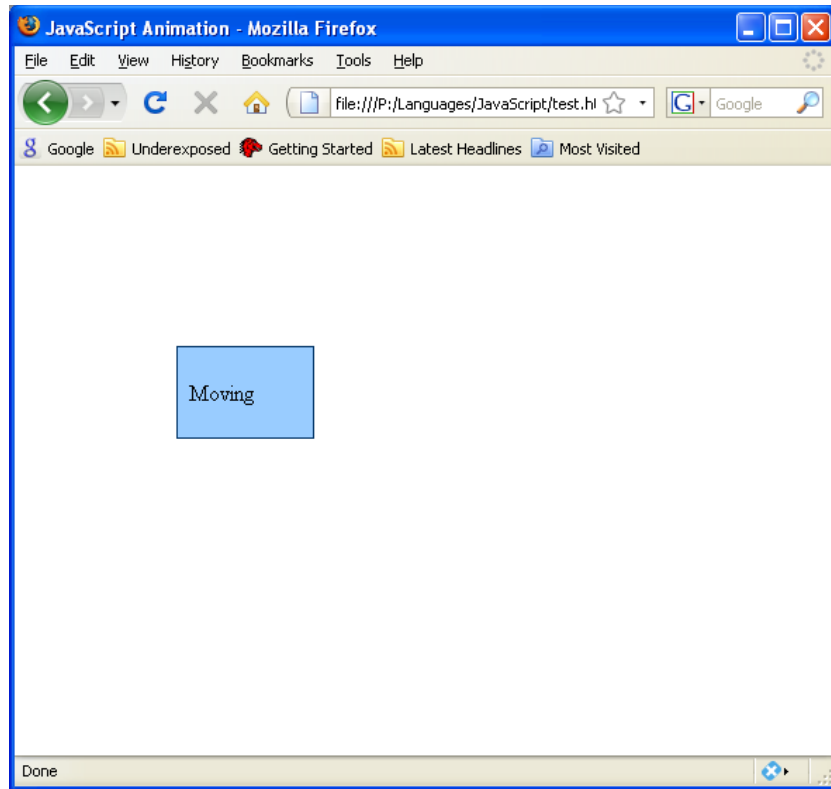 JavaScript Animation - Mozilla Firefox
File Edit View History Bookmarks Tools Help
file:///P:/Languages/JavaScript/test.ht G Google
8 Google Underexposed Getting Started Latest Headlines Most Visited
Moving
Done